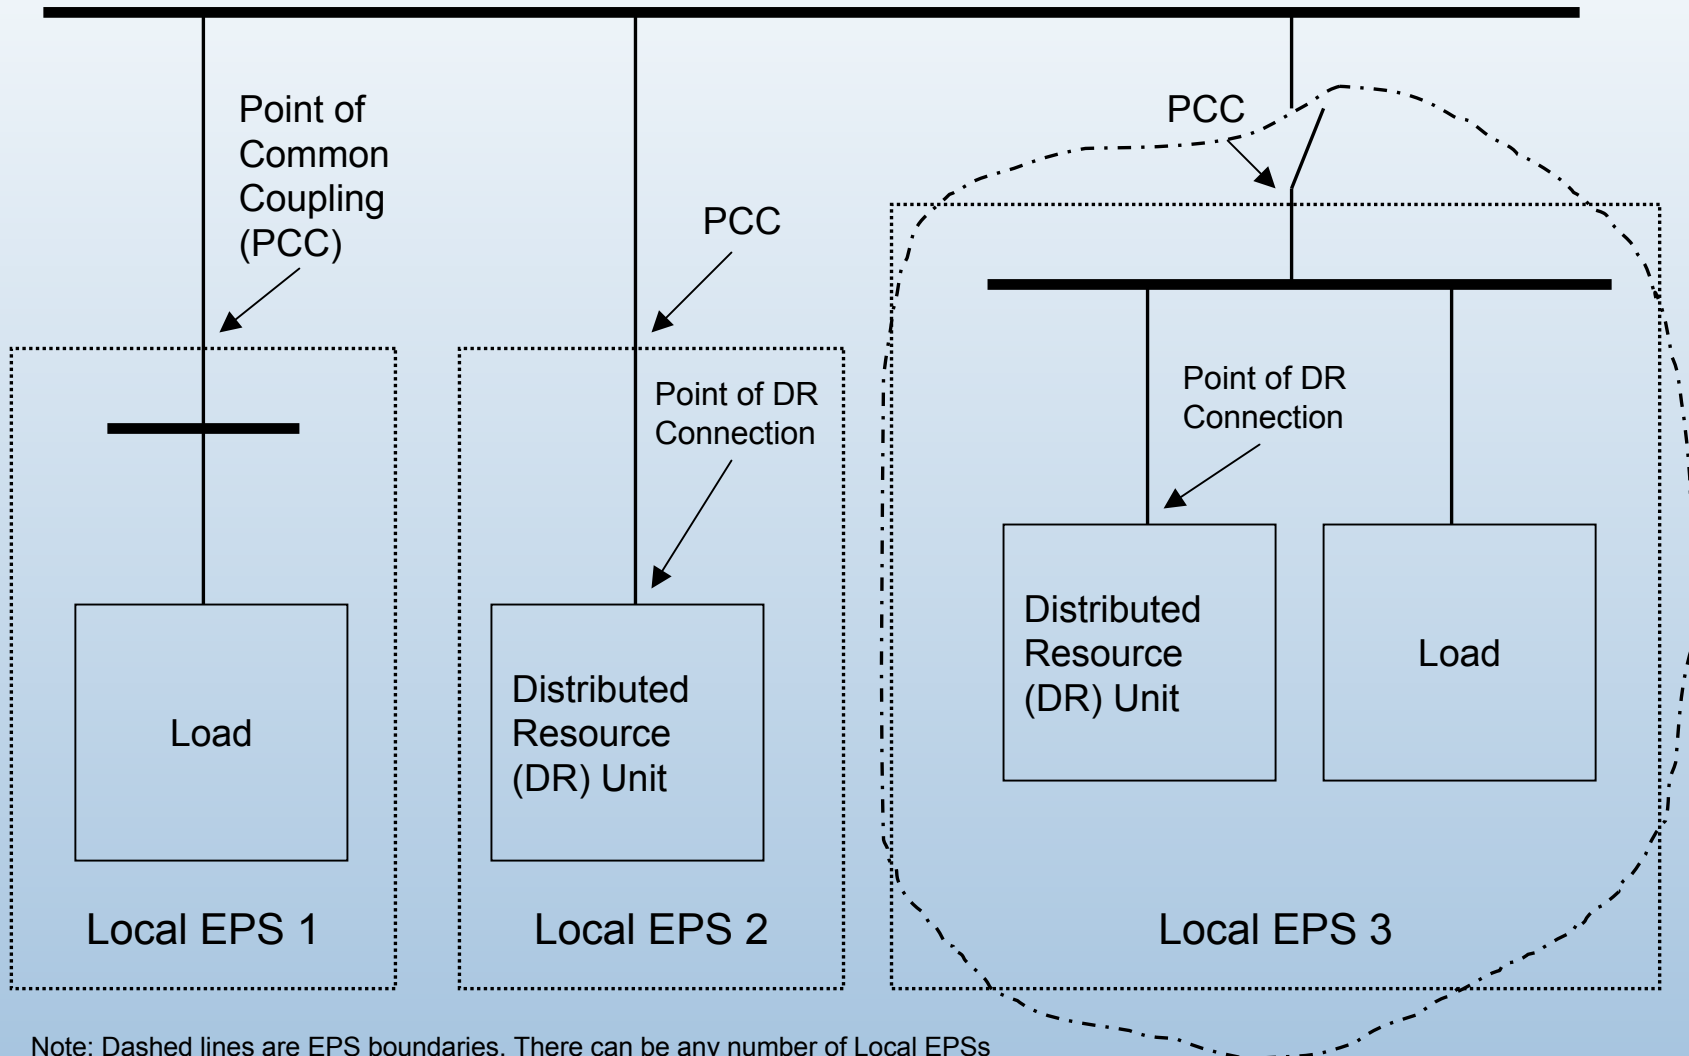 Point of
Common
Coupling
(PCC)
PCC
PCC
Point of DR
Connection
Point of DR
Connection
Load
Distributed
Resource
(DR) Unit
Distributed
Resource
(DR) Unit
Load
Local EPS 1
Local EPS 2
Local EPS 3
Note: Dashed lines are EPS boundaries. There can be any number of Local EPSs